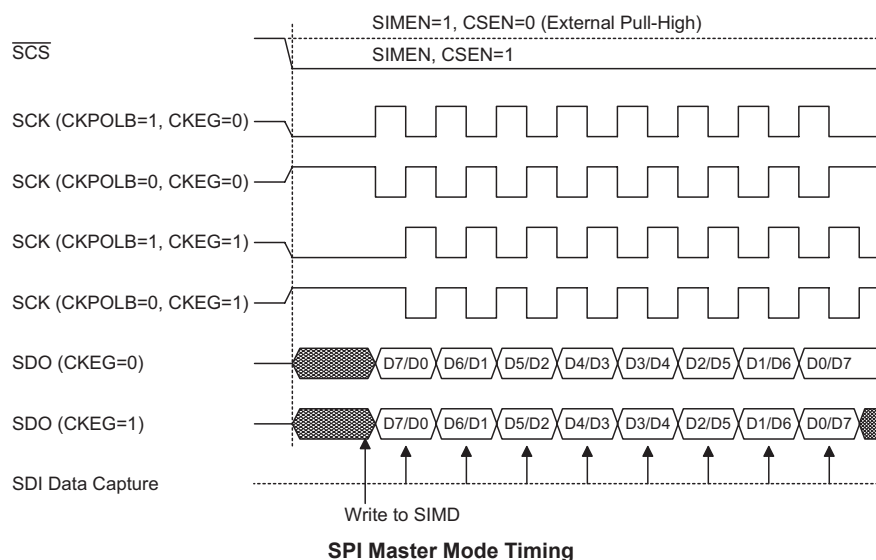 SIMEN=1, CSEN=0 (External Pull-High)
SCS
SIMEN, CSEN=1
SCK (CKPOLB=1, CKEG=0)
SCK (CKPOLB=0, CKEG=0)
SCK (CKPOLB=1, CKEG=1)
SCK (CKPOLB=0, CKEG=1)
SDO (CKEG=0) D7/D0 D6/D1 D5/D2 D4/D3 D3/D4 D2/D5 D1/D6 D0/D7
SDO (CKEG=1) D7/D0 D6/D1 D5/D2 D4/D3 D3/D4 D2/D5 D1/D6 D0/D7
SDI Data Capture
Write to SIMD
SPI Master Mode Timing